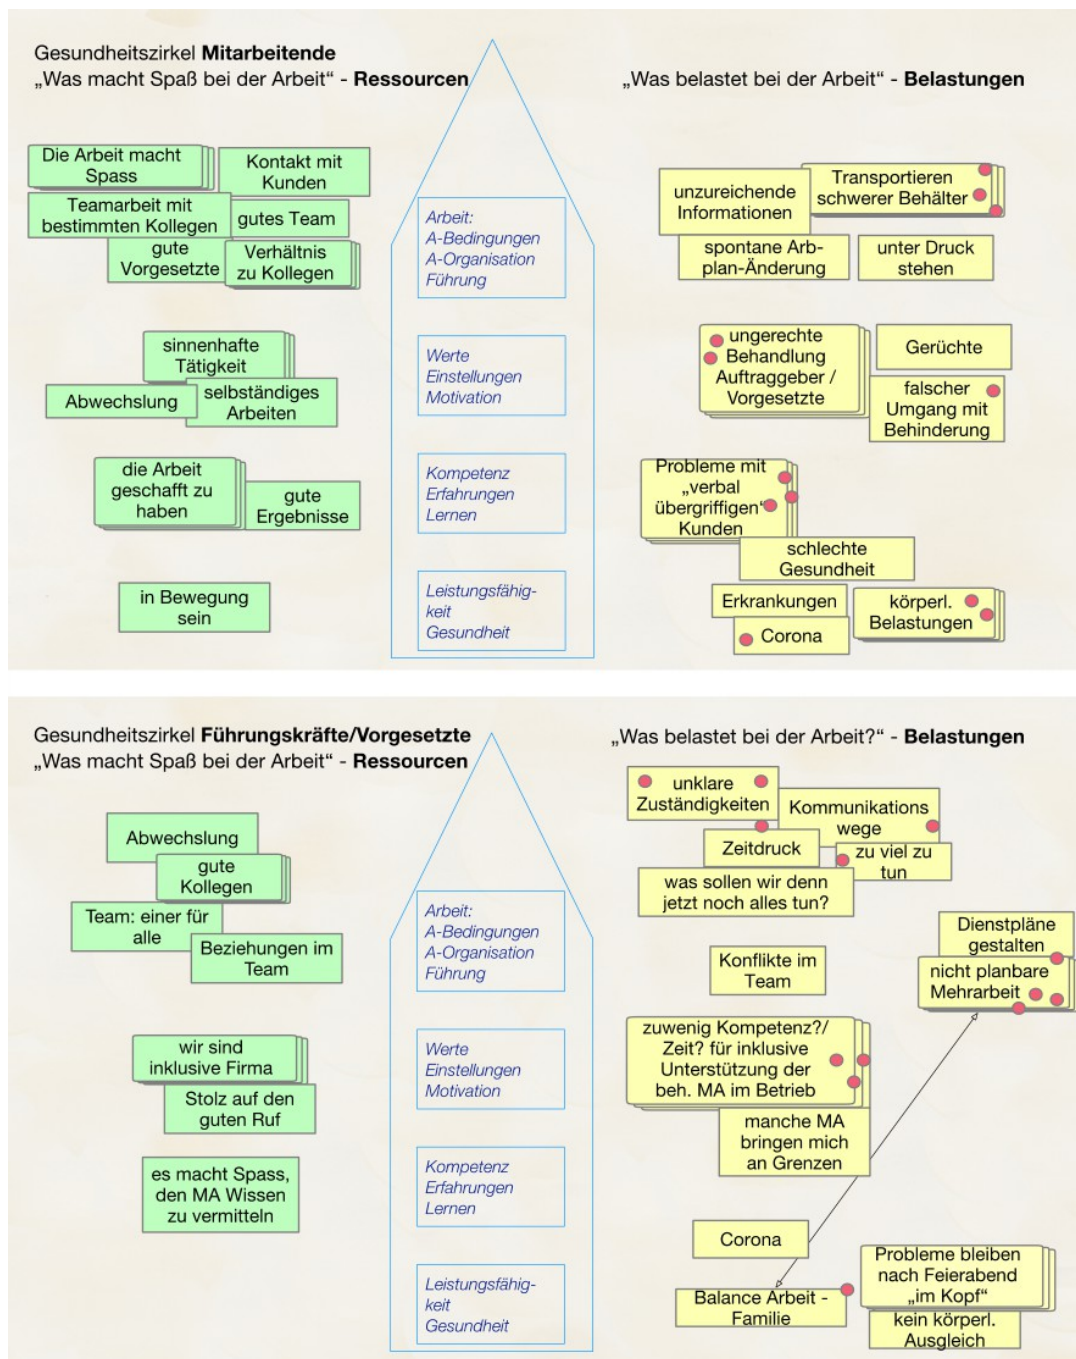 Gesundheitszirkel Mitarbeitende
„Was macht Spaß bei der Arbeit“ - Ressourcen
„Was belastet bei der Arbeit“ - Belastungen
Die Arbeit macht
Spass
Kontakt mit
Kunden
Teamarbeit mit
bestimmten Kollegen
gutes Team
gute
Vorgesetzte
Verhältnis
zu Kollegen
sinnenhafte
Tätigkeit
Abwechslung
selbständiges
Arbeiten
die Arbeit
geschafft zu
haben
gute
Ergebnisse
in Bewegung
sein
Arbeit:
A-Bedingungen
A-Organisation
Führung
Werte
Einstellungen
Motivation
Kompetenz
Erfahrungen
Lernen
Leistungsfähig-
keit
Gesundheit
unzureichende
Informationen
Transportieren
schwerer Behälter
spontane Arb-
plan-Änderung
unter Druck
stehen
ungerechte
Behandlung
Auftraggeber /
Vorgesetzte
Gerüchte
falscher
Umgang mit
Behinderung
Probleme mit
„verbal
übergriffigen“
Kunden
schlechte
Gesundheit
Erkrankungen
Corona
körperl.
Belastungen
Gesundheitszirkel Führungskräfte/Vorgesetzte
„Was macht Spaß bei der Arbeit“ - Ressourcen
„Was belastet bei der Arbeit?“ - Belastungen
Abwechslung
gute
Kollegen
Team: einer für
alle
Beziehungen im
Team
wir sind
inklusive Firma
Stolz auf den
guten Ruf
es macht Spass,
den MA Wissen
zu vermitteln
Arbeit:
A-Bedingungen
A-Organisation
Führung
Werte
Einstellungen
Motivation
Kompetenz
Erfahrungen
Lernen
Leistungsfähig-
keit
Gesundheit
unklare
Zuständigkeiten
Kommunikations
wege
Zeitdruck
zu viel zu
tun
was sollen wir denn
jetzt noch alles tun?
Dienstpläne
gestalten
nicht planbare
Mehrarbeit
Konflikte im
Team
zuwenig Kompetenz?/
Zeit? für inklusive
Unterstützung der
beh. MA im Betrieb
manche MA
bringen mich
an Grenzen
Corona
Balance Arbeit -
Familie
Probleme bleiben
nach Feierabend
„im Kopf“
kein körperl.
Ausgleich